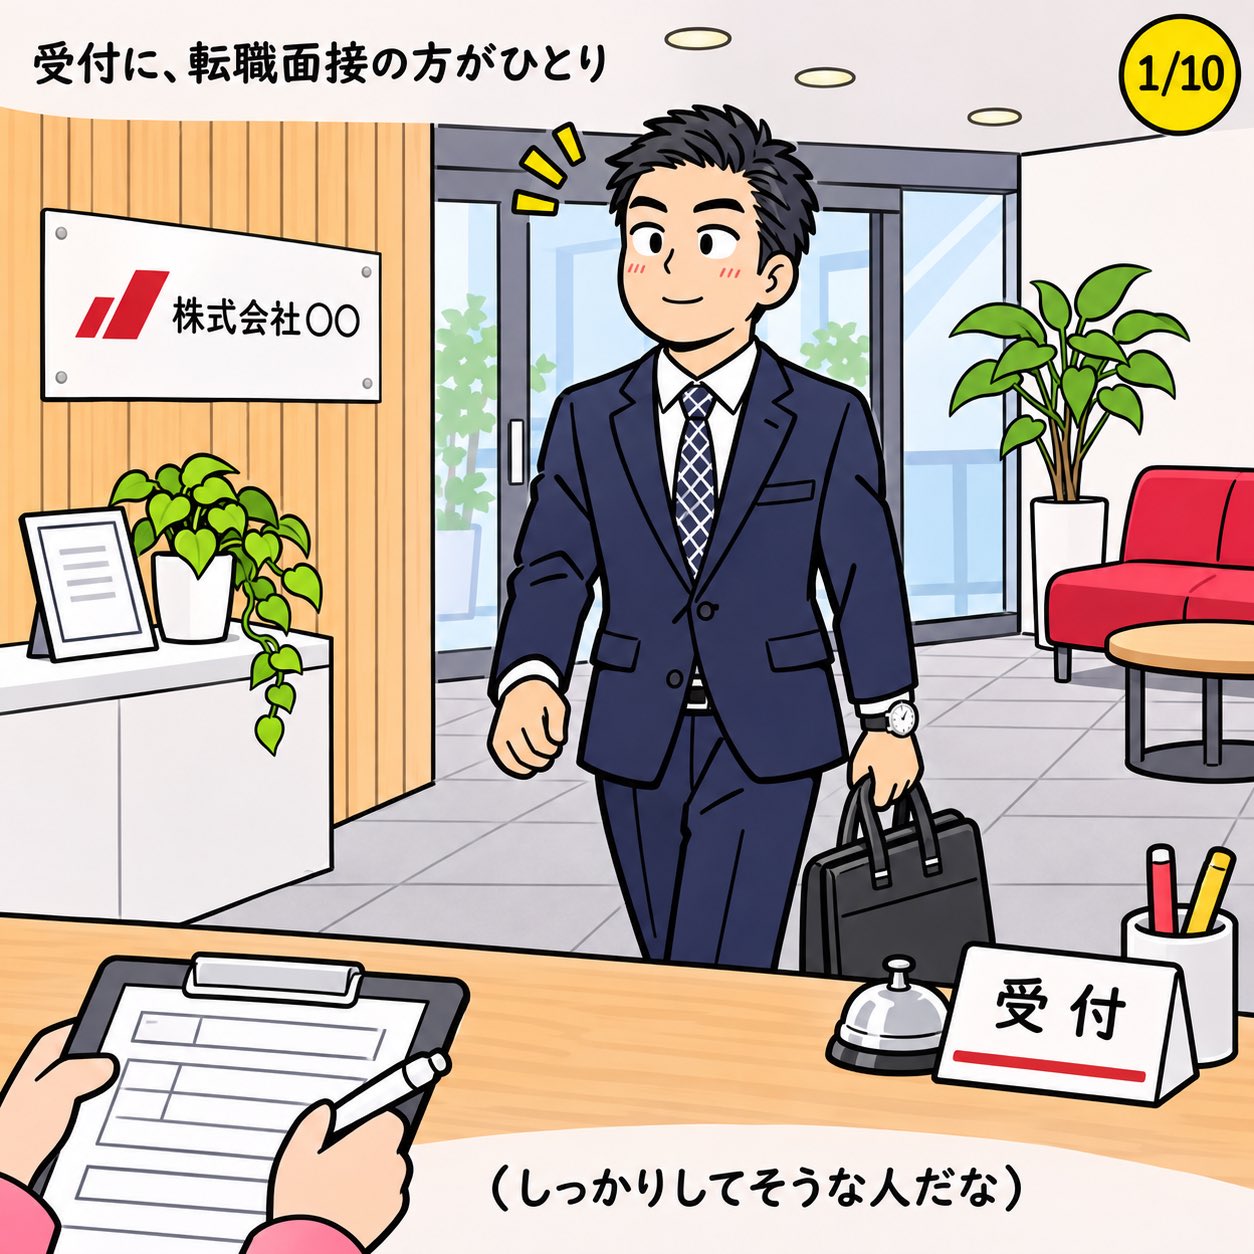 受付に、転職面接の方がひとり
1/10
株式会社〇〇
受付
(しっかりしてそうな人だな)